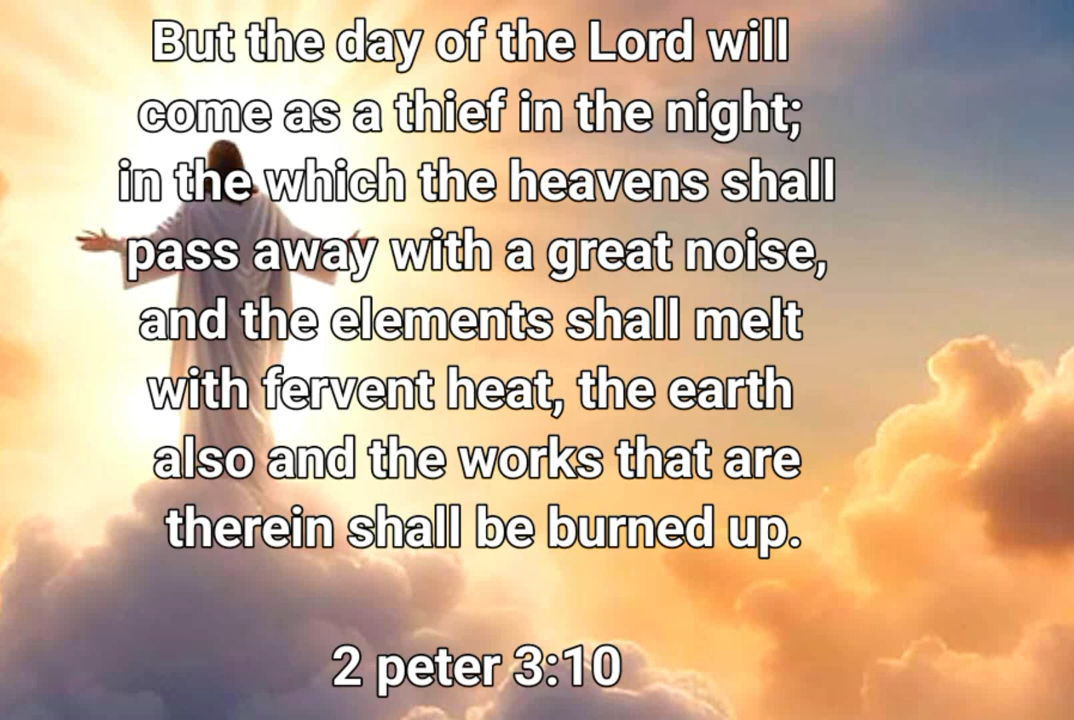 But the day of the Lord will
come as a thief in the night;
in the which the heavens shall
pass away with a great noise,
and the elements shall melt
with fervent heat, the earth
also and the works that are
therein shall be burned up.
2 peter 3:10